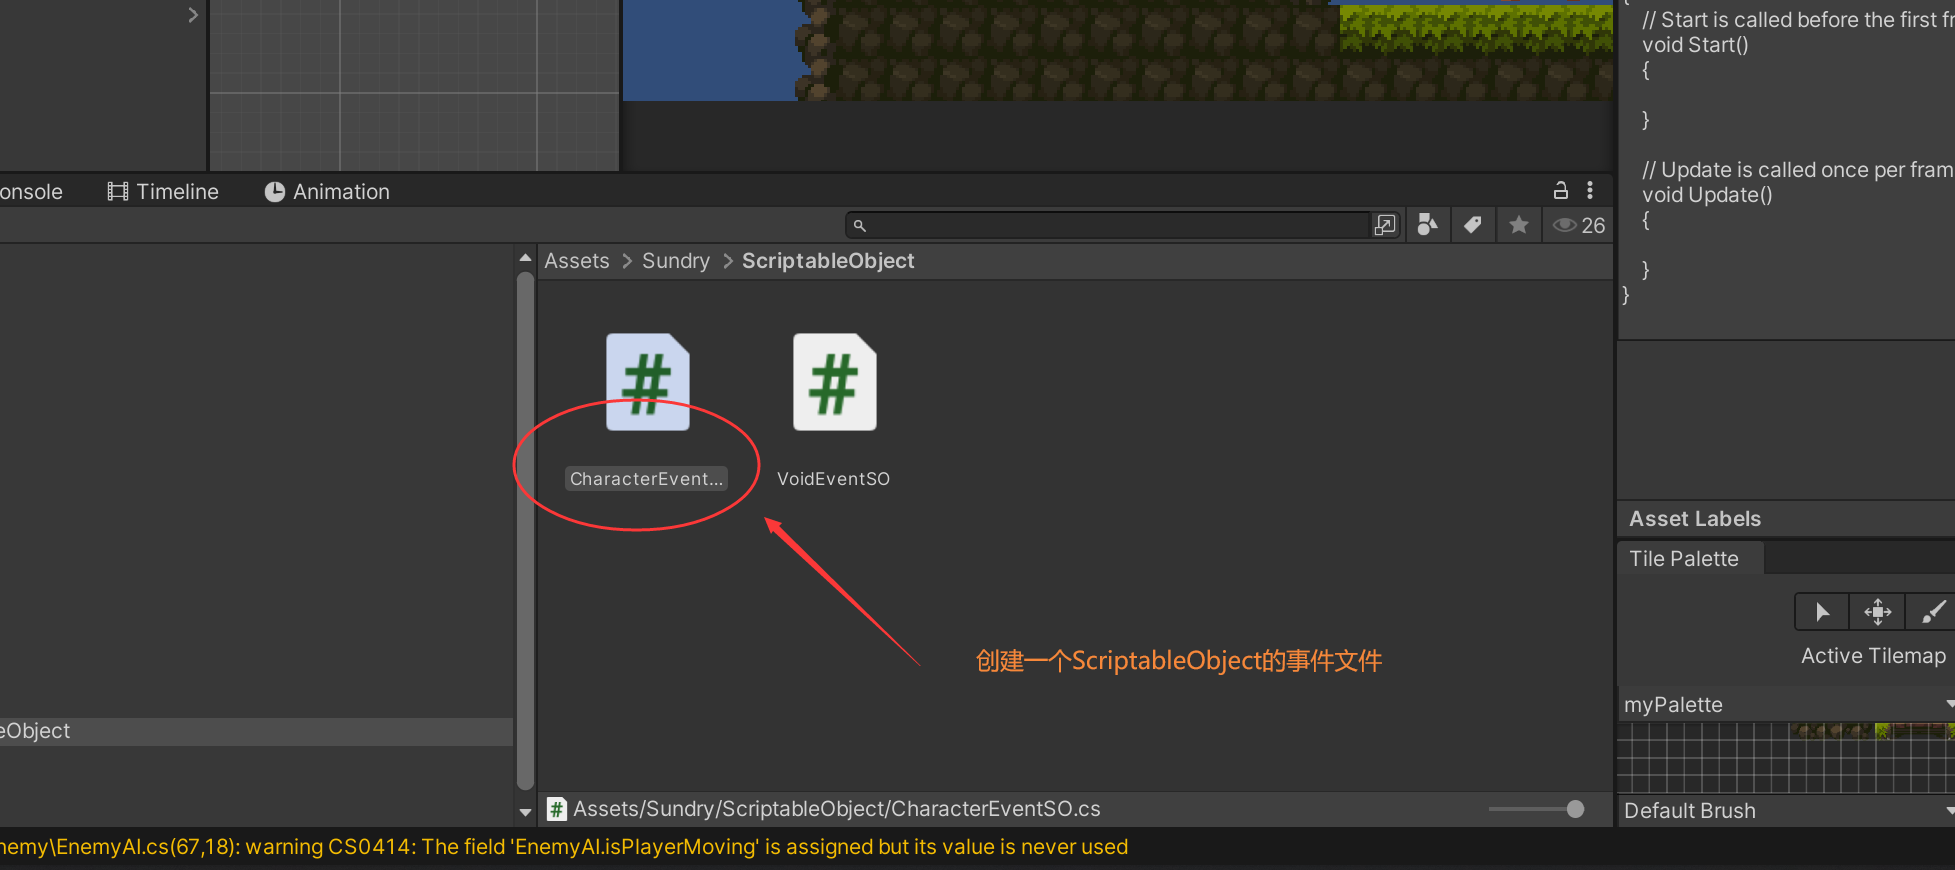 // Start is called before the first fr
void Start()
{
}
// Update is called once per fram
void Update()
{
}
}
onsole
Timeline
Animation
26
Assets > Sundry > ScriptableObject
CharacterEvent...
VoidEventSO
创建一个ScriptableObject的事件文件
Asset Labels
Tile Palette
Active Tilemap
myPalette
eObject
Assets/Sundry/ScriptableObject/CharacterEventSO.cs
Default Brush
nemy\EnemyAI.cs(67,18): warning CS0414: The field 'EnemyAI.isPlayerMoving' is assigned but its value is never used